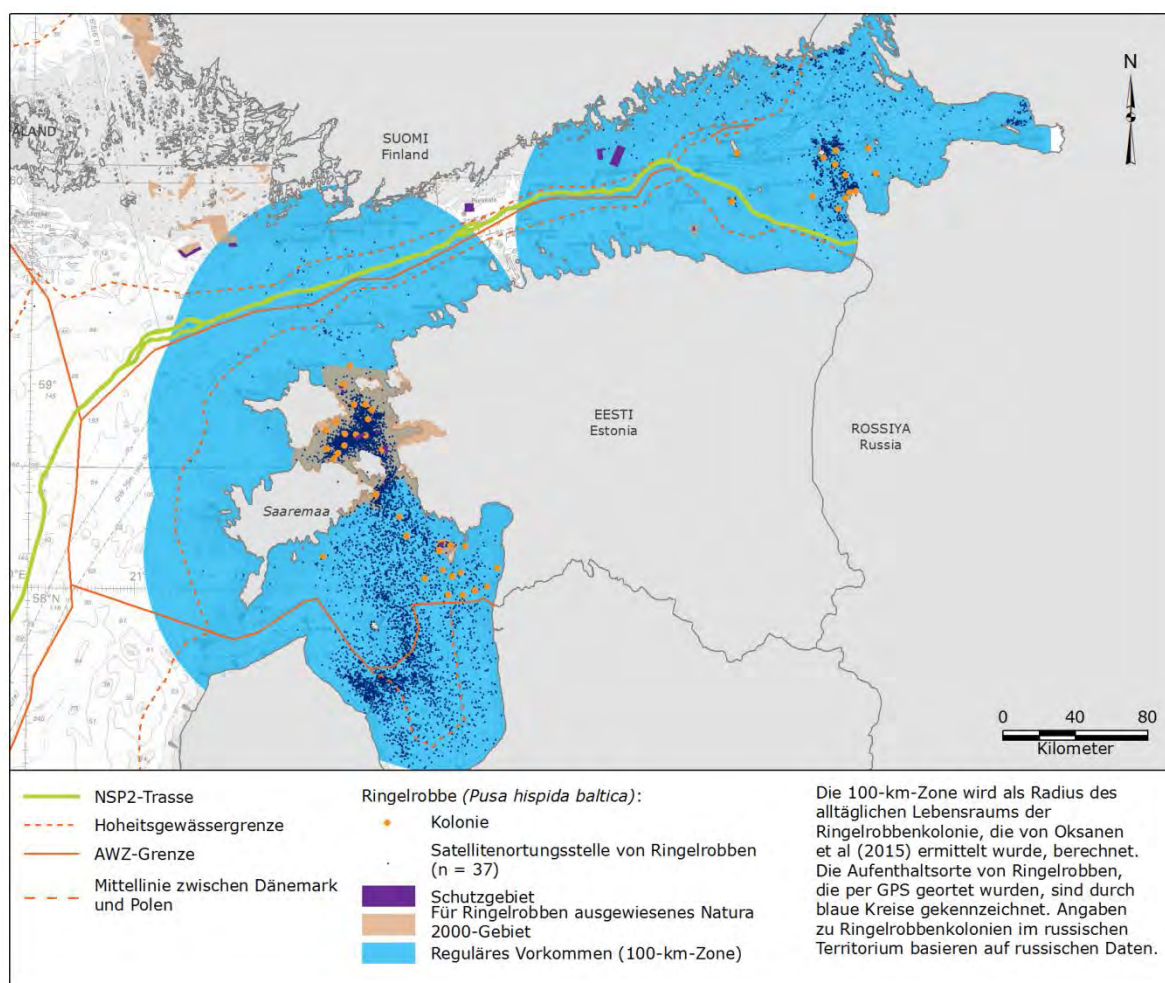 N
ÅLAND
SUOMI
Finland
59°
EESTI
Estonia
ROSSIYA
Russia
Saaremaa
21°
58°N
0 40 80
Kilometer
NSP2-Trasse
Hoheitsgewässergrenze
AWZ-Grenze
Mittellinie zwischen Dänemark
und Polen
Ringelrobbe (Pusa hispida baltica):
Kolonie
Satellitenortungsstelle von Ringelrobben
(n = 37)
Schutzgebiet
Für Ringelrobben ausgewiesenes Natura
2000-Gebiet
Reguläres Vorkommen (100-km-Zone)
Die 100-km-Zone wird als Radius des
alltäglichen Lebensraums der
Ringelrobbenkolonie, die von Oksanen
et al (2015) ermittelt wurde, berechnet.
Die Aufenthaltsorte von Ringelrobben,
die per GPS geortet wurden, sind durch
blaue Kreise gekennzeichnet. Angaben
zu Ringelrobbenkolonien im russischen
Territorium basieren auf russischen Daten.